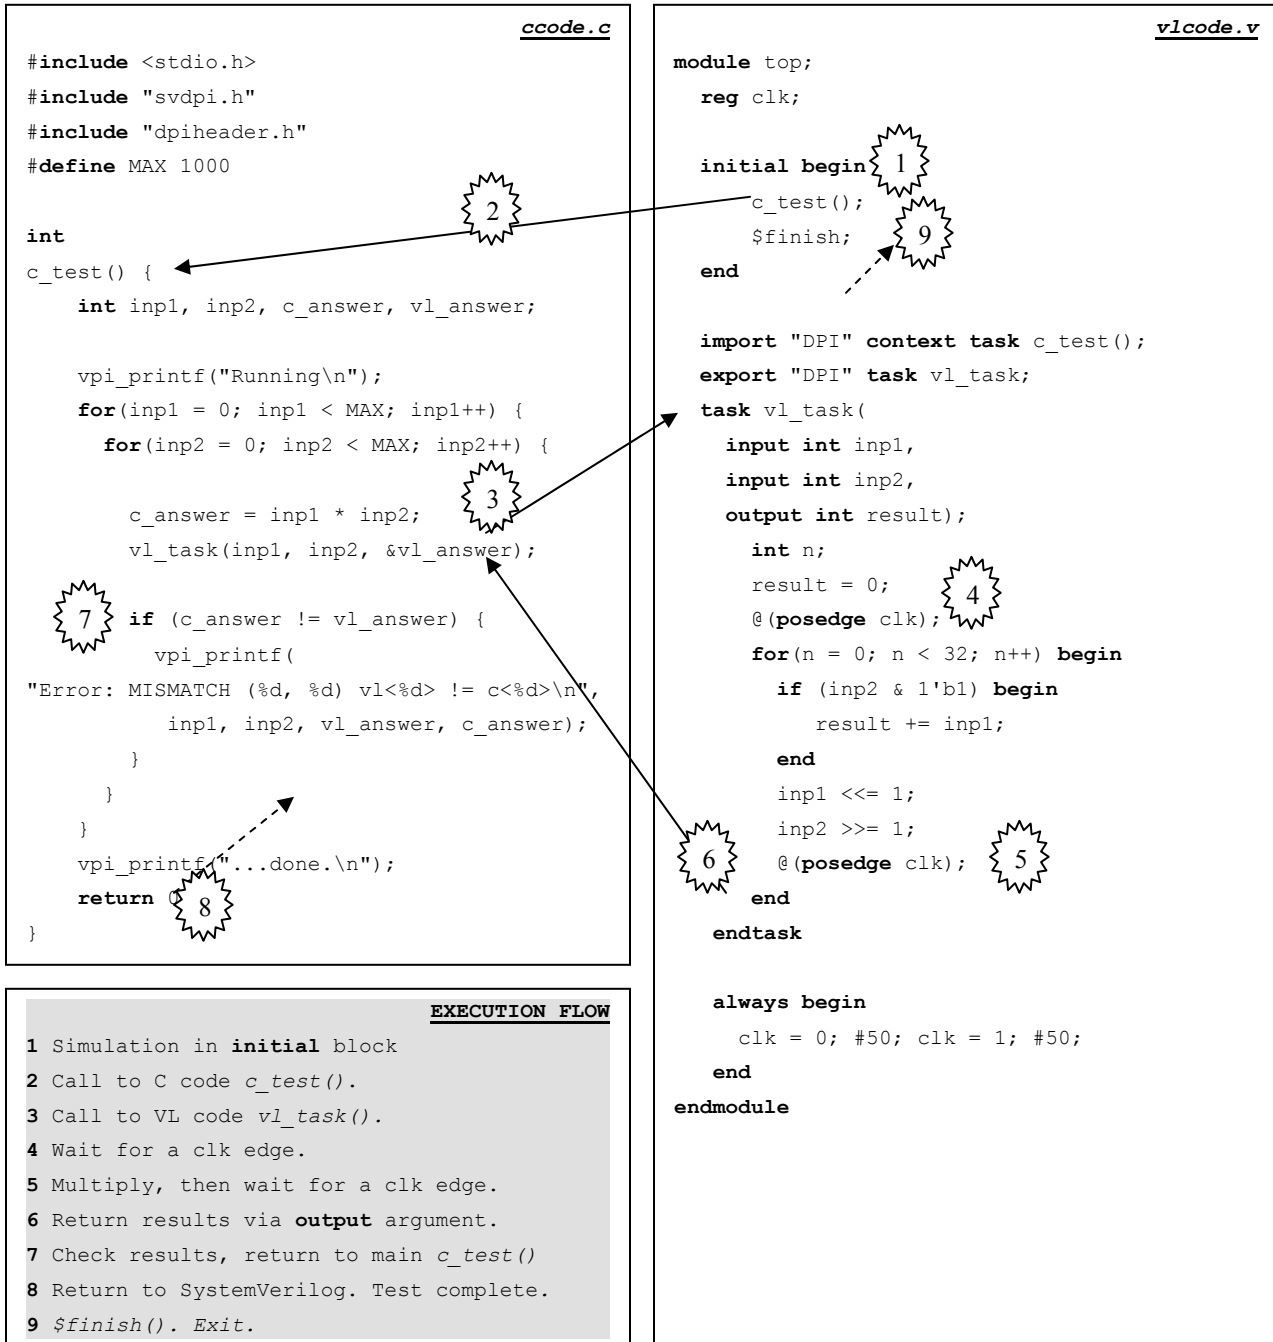 ccode.c
#include <stdio.h>
#include "svdpi.h"
#include "dpiheader.h"
#define MAX 1000
2
int
c_test() {
int inp1, inp2, c_answer, vl_answer;
vpi_printf("Running\n");
for(inp1 = 0; inp1 < MAX; inp1++) {
for(inp2 = 0; inp2 < MAX; inp2++) {
3
c_answer = inp1 * inp2;
vl_task(inp1, inp2, &vl_answer);
7
if (c_answer != vl_answer) {
vpi_printf(
"Error: MISMATCH (%d, %d) vl<%d> != c<%d>\n",
inp1, inp2, vl_answer, c_answer);
}
}
}
vpi_printf("...done.\n");
return 0
8
}
EXECUTION FLOW
1 Simulation in initial block
2 Call to C code c_test().
3 Call to VL code vl_task().
4 Wait for a clk edge.
5 Multiply, then wait for a clk edge.
6 Return results via output argument.
7 Check results, return to main c_test()
8 Return to SystemVerilog. Test complete.
9 $finish(). Exit.
vlcode.v
module top;
reg clk;
initial begin
1
c_test();
$finish;
9
end
import "DPI" context task c_test();
export "DPI" task vl_task;
task vl_task(
input int inp1,
input int inp2,
output int result);
int n;
result = 0;
4
@(posedge clk);
for(n = 0; n < 32; n++) begin
if (inp2 & 1'b1) begin
result += inp1;
end
inp1 <<= 1;
inp2 >>= 1;
6
@(posedge clk);
5
end
endtask
always begin
clk = 0; #50; clk = 1; #50;
end
endmodule